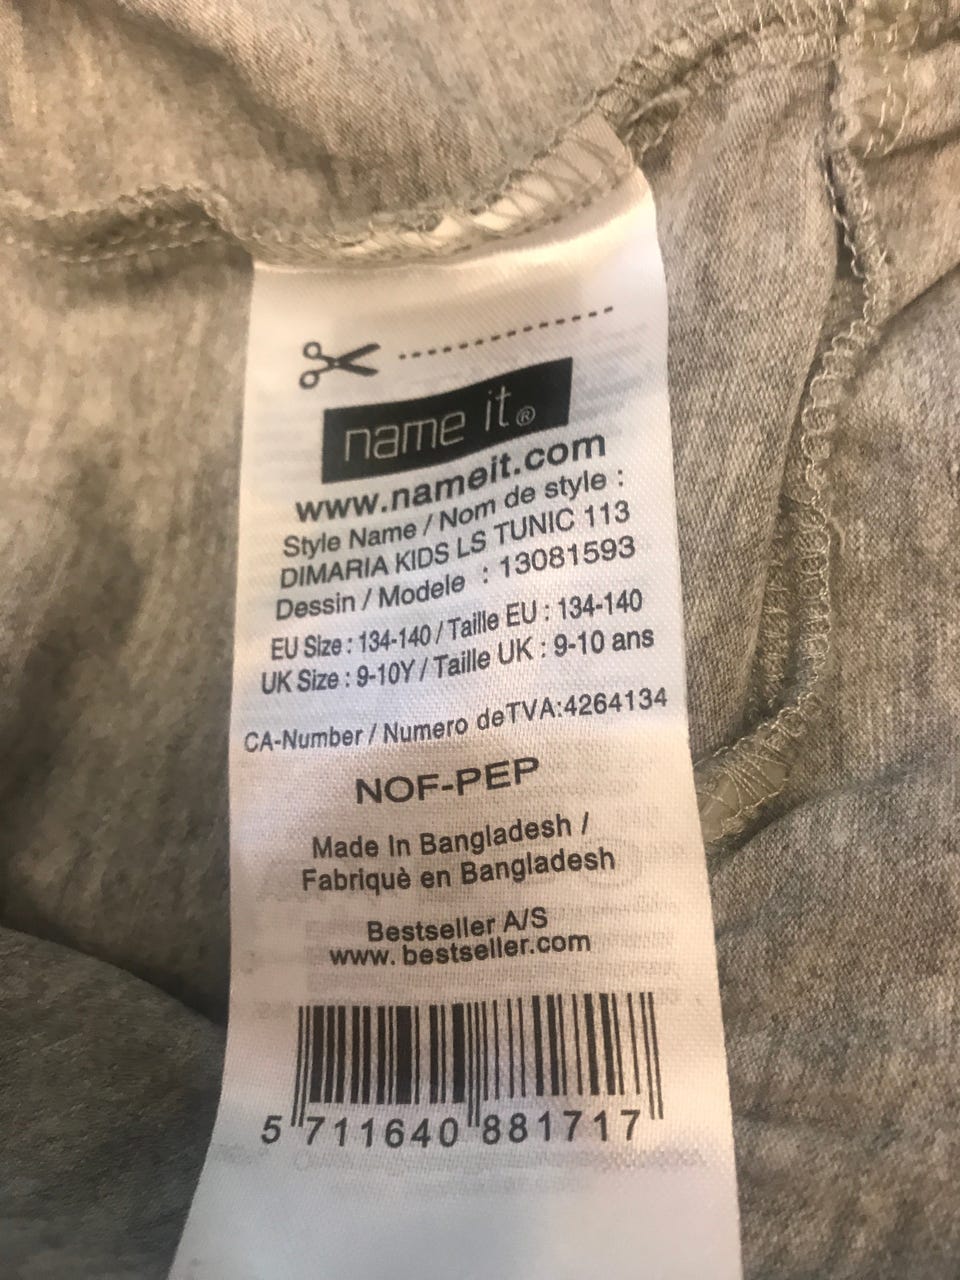 name it®
www.nameit.com
Style Name / Nom de style :
DIMARIA KIDS LS TUNIC 113
Dessin / Modele : 13081593
EU Size : 134-140 / Taille EU : 134-140
UK Size : 9-10Y / Taille UK : 9-10 ans
CA-Number / Numero deTVA:4264134
NOF-PEP
Made In Bangladesh /
Fabriquè en Bangladesh
Bestseller A/S
www. bestseller.com
5 711640 881717